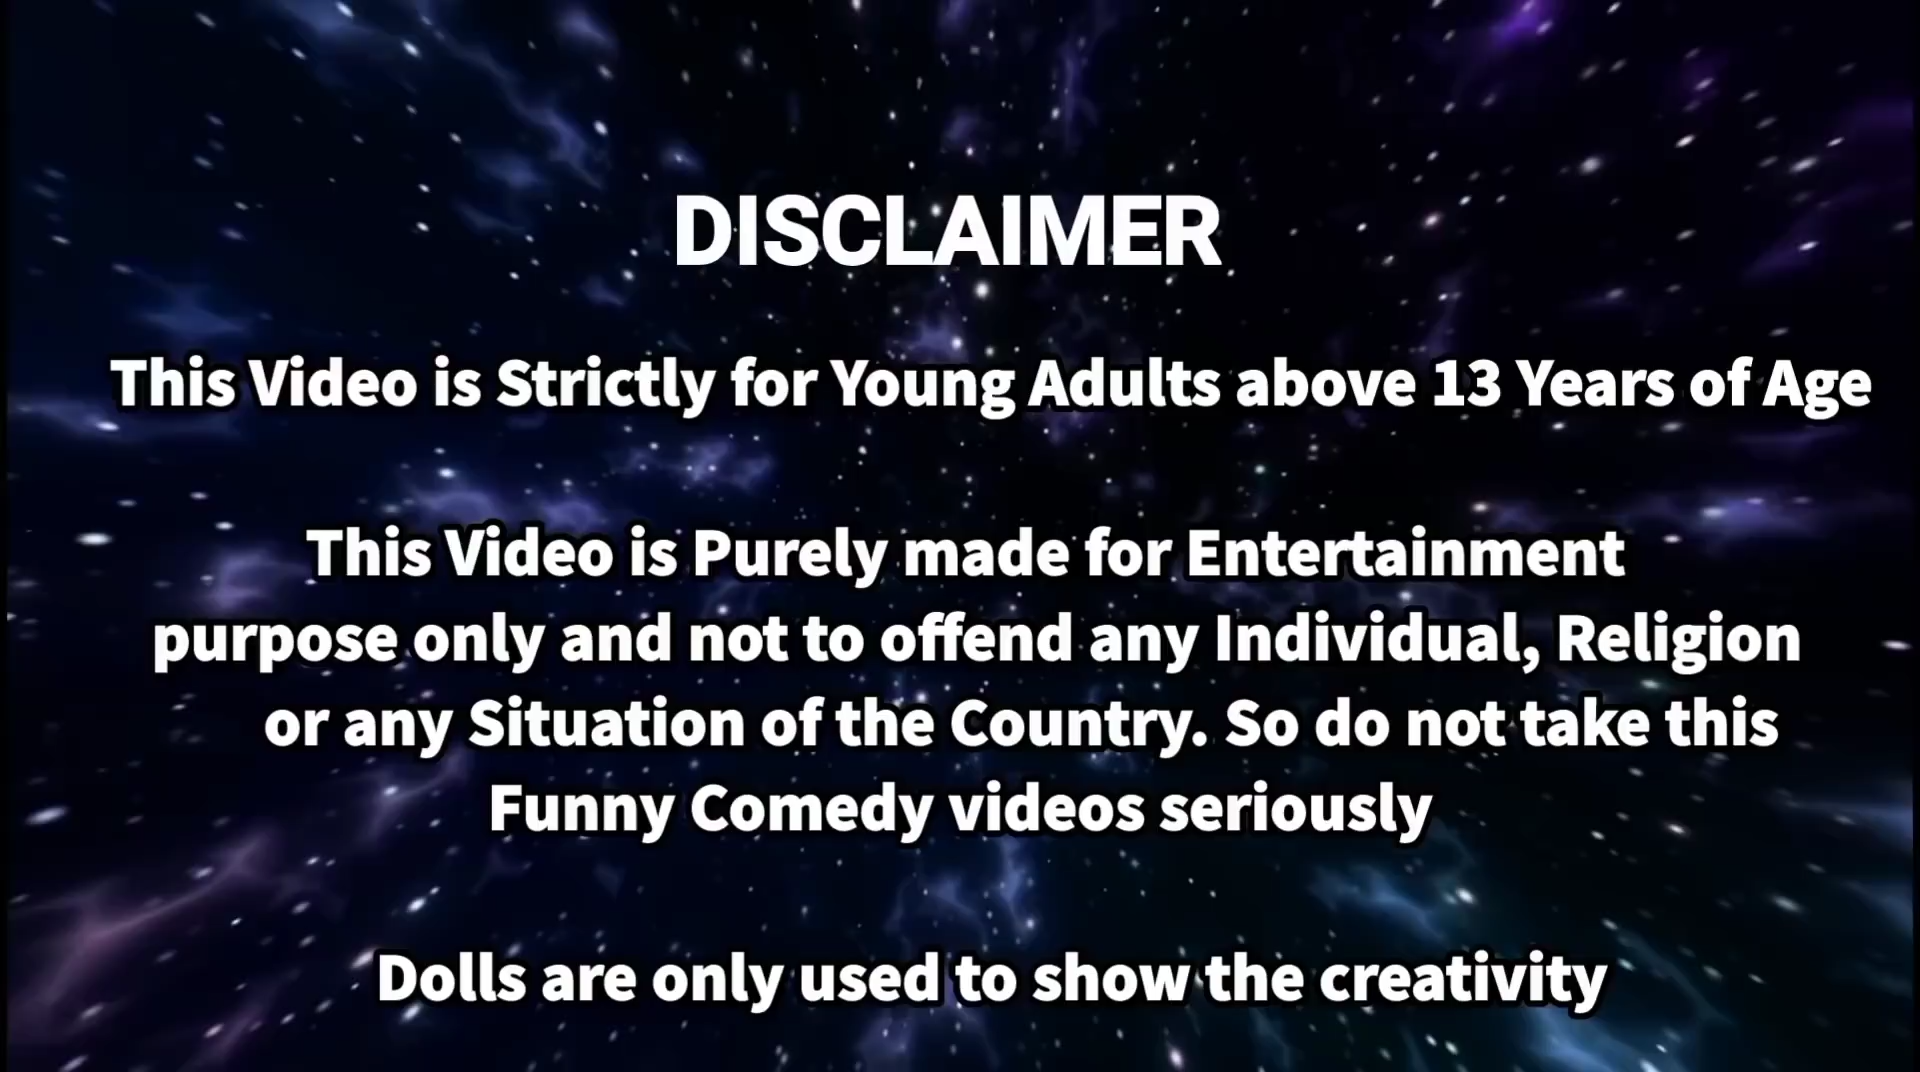 DISCLAIMER
This Video is Strictly for Young Adults above 13 Years of Age
This Video is Purely made for Entertainment
purpose only and not to offend any Individual, Religion
or any Situation of the Country. So do not take this
Funny Comedy videos seriously
Dolls are only used to show the creativity